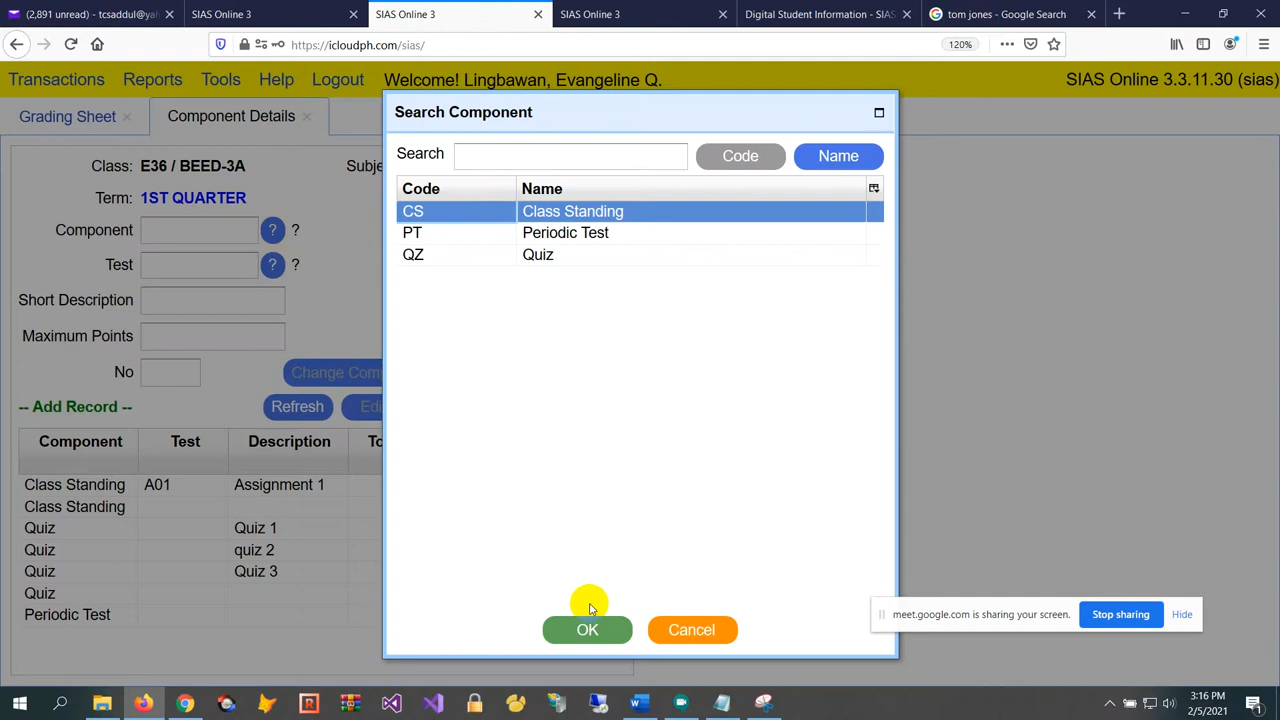 (2,891 unread) - tcsaddul@yah
SIAS Online 3
SIAS Online 3
SIAS Online 3
Digital Student Information - SIAS
tom jones - Google Search
https://icloudph.com/sias/
120%
Transactions Reports Tools Help Logout Welcome! Lingbawan, Evangeline Q. SIAS Online 3.3.11.30 (sias)
Grading Sheet Component Details
Class: E36 / BEED-3A Subje
Term: 1ST QUARTER
Component ? ?
Test ? ?
Short Description
Maximum Points
No Change Com
-- Add Record -- Refresh Edi
Component Test Description To
Class Standing A01 Assignment 1
Class Standing
Quiz Quiz 1
Quiz quiz 2
Quiz Quiz 3
Quiz
Periodic Test
Search Component
Search Code Name
Code Name
CS Class Standing
PT Periodic Test
QZ Quiz
OK Cancel
meet.google.com is sharing your screen. Stop sharing Hide
3:16 PM
2/5/2021